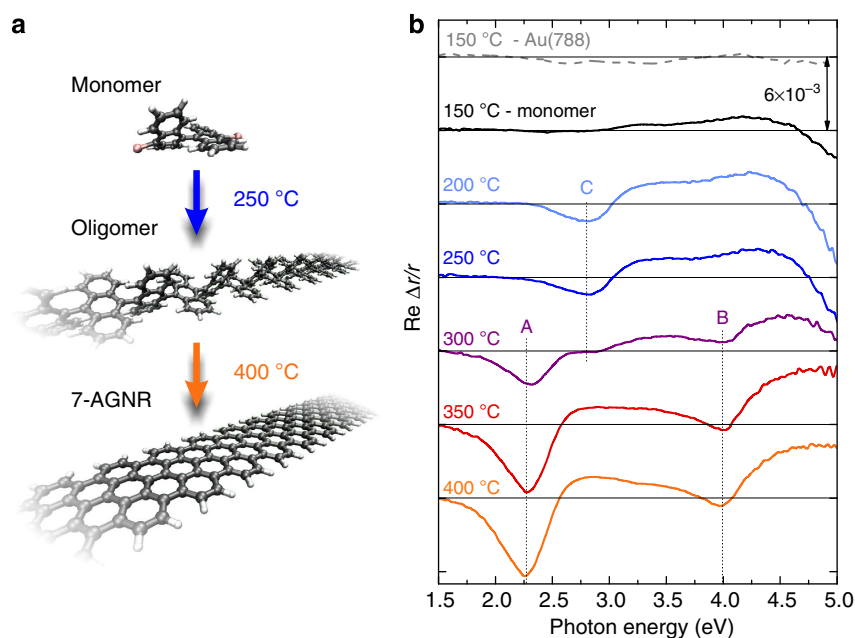 a
Monomer
250 °C
Oligomer
400 °C
7-AGNR
b
150 °C - Au(788)
6×10⁻³
150 °C - monomer
200 °C
C
250 °C
A
B
300 °C
350 °C
400 °C
Re Δr/r
1.5 2.0 2.5 3.0 3.5 4.0 4.5 5.0
Photon energy (eV)